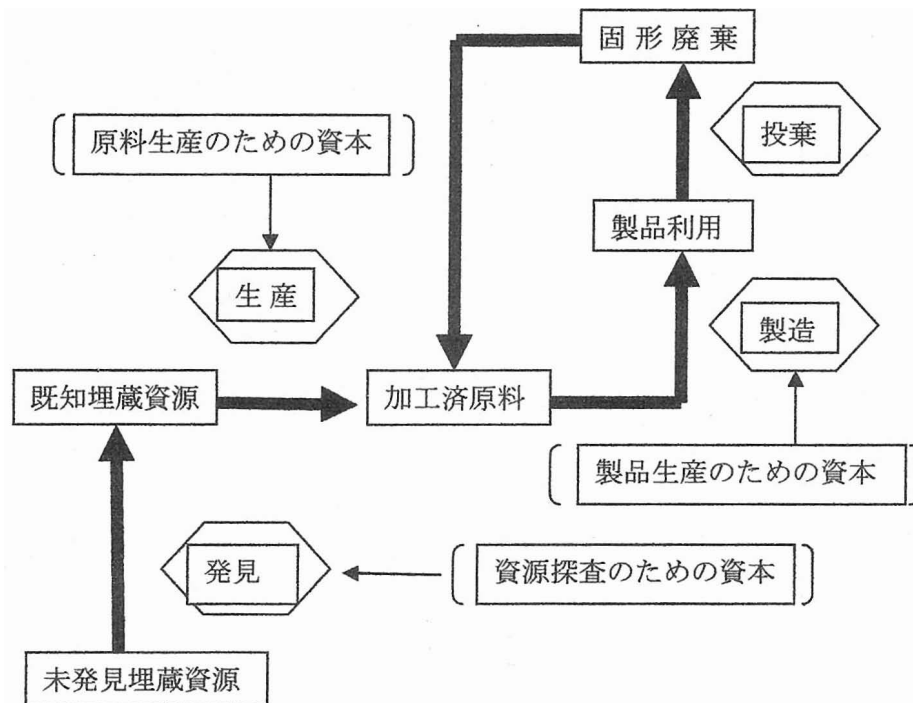 固形廃棄
原料生産のための資本
投棄
製品利用
生産
製造
既知埋蔵資源
加工済原料
製品生産のための資本
発見
資源探査のための資本
未発見埋蔵資源